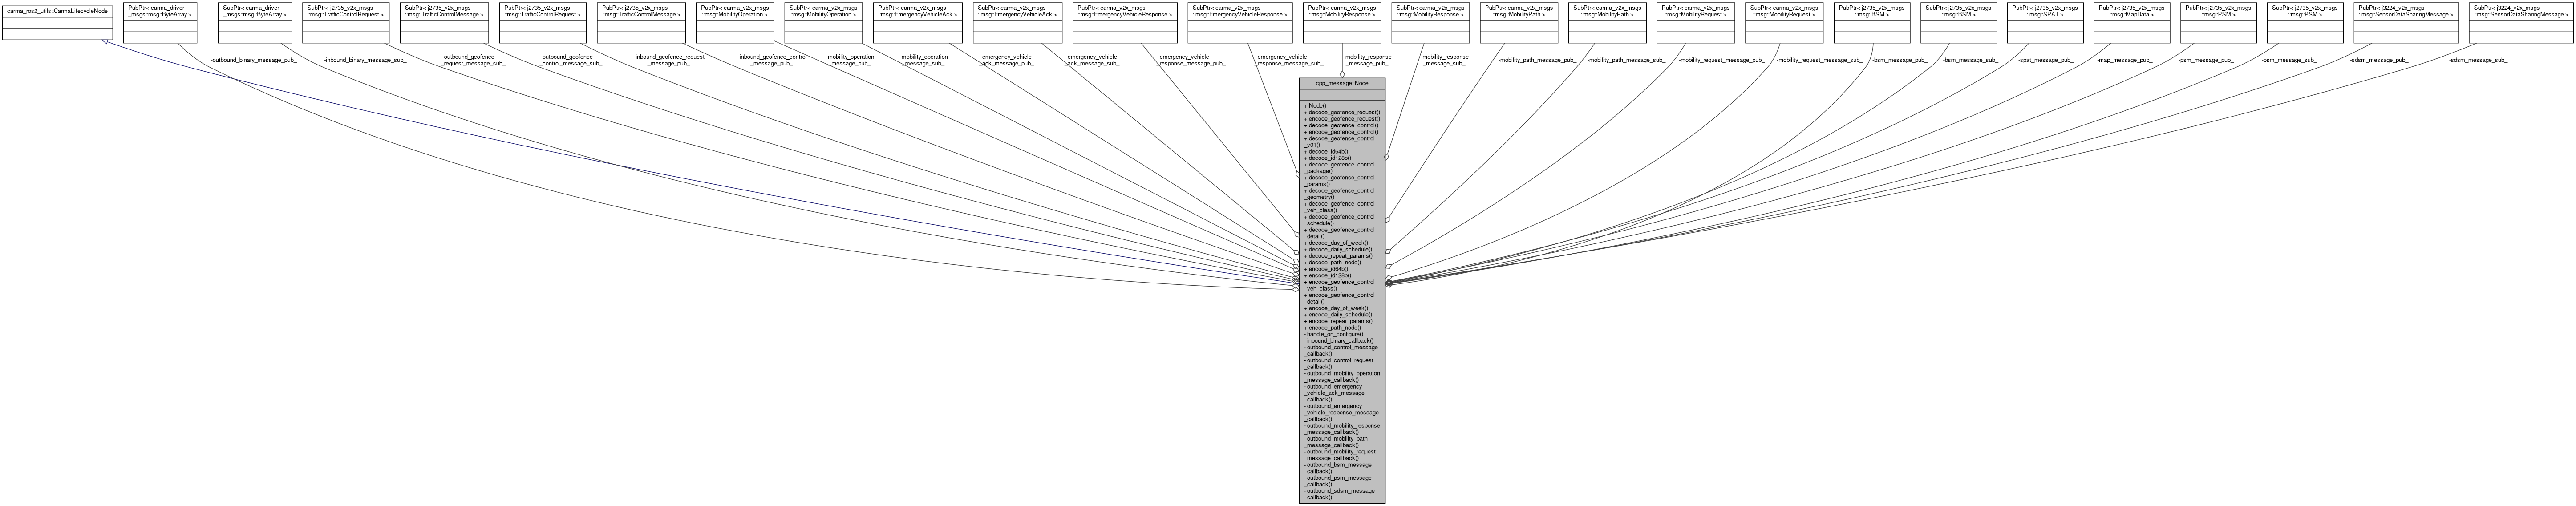 carma_ros2_utils::CarmaLifecycleNode
PubPtr< carma_driver
_msgs::msg::ByteArray >
SubPtr< carma_driver
_msgs::msg::ByteArray >
SubPtr< j2735_v2x_msgs
::msg::TrafficControlRequest >
SubPtr< j2735_v2x_msgs
::msg::TrafficControlMessage >
PubPtr< j2735_v2x_msgs
::msg::TrafficControlRequest >
PubPtr< j2735_v2x_msgs
::msg::TrafficControlMessage >
PubPtr< carma_v2x_msgs
::msg::MobilityOperation >
SubPtr< carma_v2x_msgs
::msg::MobilityOperation >
PubPtr< carma_v2x_msgs
::msg::EmergencyVehicleAck >
SubPtr< carma_v2x_msgs
::msg::EmergencyVehicleAck >
PubPtr< carma_v2x_msgs
::msg::EmergencyVehicleResponse >
SubPtr< carma_v2x_msgs
::msg::EmergencyVehicleResponse >
PubPtr< carma_v2x_msgs
::msg::MobilityResponse >
SubPtr< carma_v2x_msgs
::msg::MobilityResponse >
PubPtr< carma_v2x_msgs
::msg::MobilityPath >
SubPtr< carma_v2x_msgs
::msg::MobilityPath >
PubPtr< carma_v2x_msgs
::msg::MobilityRequest >
SubPtr< carma_v2x_msgs
::msg::MobilityRequest >
PubPtr< j2735_v2x_msgs
::msg::BSM >
SubPtr< j2735_v2x_msgs
::msg::BSM >
PubPtr< j2735_v2x_msgs
::msg::SPAT >
PubPtr< j2735_v2x_msgs
::msg::MapData >
PubPtr< j2735_v2x_msgs
::msg::PSM >
SubPtr< j2735_v2x_msgs
::msg::PSM >
PubPtr< j3224_v2x_msgs
::msg::SensorDataSharingMessage >
SubPtr< j3224_v2x_msgs
::msg::SensorDataSharingMessage >
-outbound_binary_message_pub_
-inbound_binary_message_sub_
-outbound_geofence
_request_message_sub_
-outbound_geofence
_control_message_sub_
-inbound_geofence_request
_message_pub_
-inbound_geofence_control
_message_pub_
-mobility_operation
_message_pub_
-mobility_operation
_message_sub_
-emergency_vehicle
_ack_message_pub_
-emergency_vehicle
_ack_message_sub_
-emergency_vehicle
_response_message_pub_
-emergency_vehicle
_response_message_sub_
-mobility_response
_message_pub_
-mobility_response
_message_sub_
-mobility_path_message_pub_
-mobility_path_message_sub_
-mobility_request_message_pub_
-mobility_request_message_sub_
-bsm_message_pub_
-bsm_message_sub_
-spat_message_pub_
-map_message_pub_
-psm_message_pub_
-psm_message_sub_
-sdsm_message_pub_
-sdsm_message_sub_
cpp_message::Node
+ Node()
+ decode_geofence_request()
+ encode_geofence_request()
+ decode_geofence_control()
+ encode_geofence_control()
+ decode_geofence_control
_v01()
+ decode_id64b()
+ decode_id128b()
+ decode_geofence_control
_package()
+ decode_geofence_control
_params()
+ decode_geofence_control
_geometry()
+ decode_geofence_control
_veh_class()
+ decode_geofence_control
_schedule()
+ decode_geofence_control
_detail()
+ decode_day_of_week()
+ decode_daily_schedule()
+ decode_repeat_params()
+ decode_path_node()
+ encode_id64b()
+ encode_id128b()
+ encode_geofence_control
_veh_class()
+ encode_geofence_control
_detail()
+ encode_day_of_week()
+ encode_daily_schedule()
+ encode_repeat_params()
+ encode_path_node()
- handle_on_configure()
- inbound_binary_callback()
- outbound_control_message
_callback()
- outbound_control_request
_callback()
- outbound_mobility_operation
_message_callback()
- outbound_emergency
_vehicle_ack_message
_callback()
- outbound_emergency
_vehicle_response_message
_callback()
- outbound_mobility_response
_message_callback()
- outbound_mobility_path
_message_callback()
- outbound_mobility_request
_message_callback()
- outbound_bsm_message
_callback()
- outbound_psm_message
_callback()
- outbound_sdsm_message
_callback()